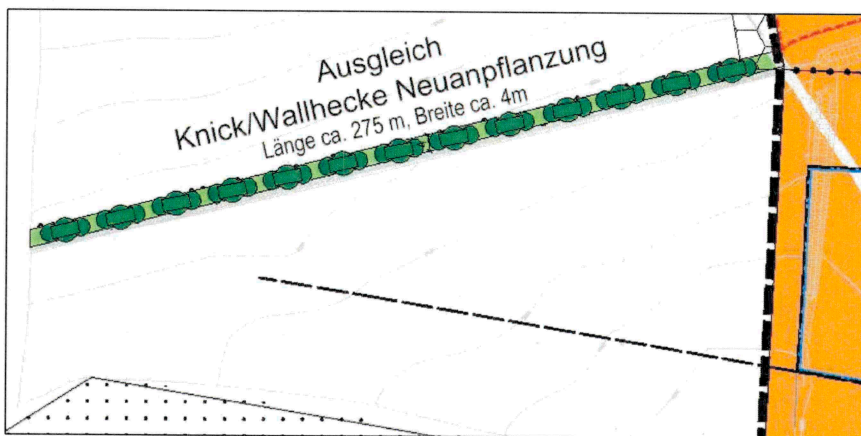 Ausgleich
Knick/Wallhecke Neuanpflanzung
Länge ca. 275 m, Breite ca. 4m